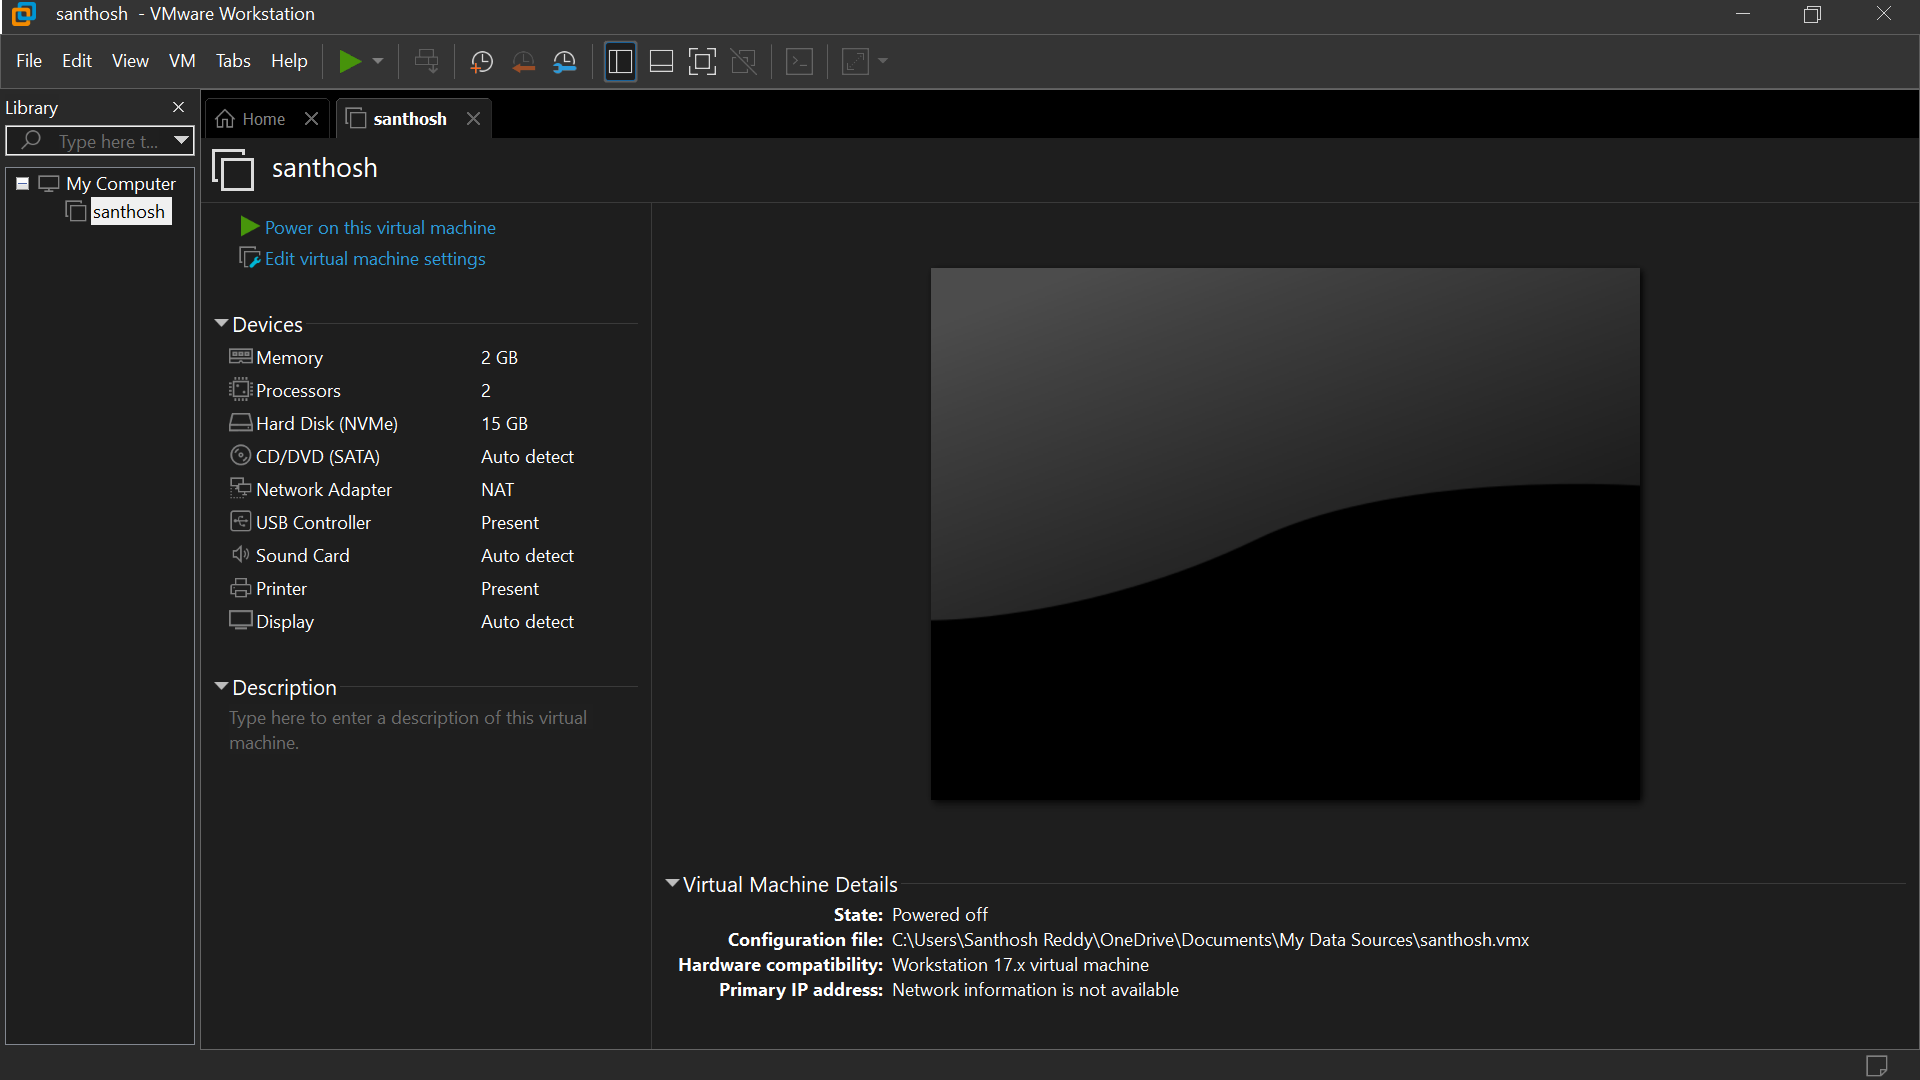 santhosh - VMware Workstation
File Edit View VM Tabs Help
Library
Type here t...
My Computer
santhosh
Home
santhosh
santhosh
Power on this virtual machine
Edit virtual machine settings
Devices
Memory 2 GB
Processors 2
Hard Disk (NVMe) 15 GB
CD/DVD (SATA) Auto detect
Network Adapter NAT
USB Controller Present
Sound Card Auto detect
Printer Present
Display Auto detect
Description
Type here to enter a description of this virtual
machine.
Virtual Machine Details
State: Powered off
Configuration file: C:\Users\Santhosh Reddy\OneDrive\Documents\My Data Sources\santhosh.vmx
Hardware compatibility: Workstation 17.x virtual machine
Primary IP address: Network information is not available